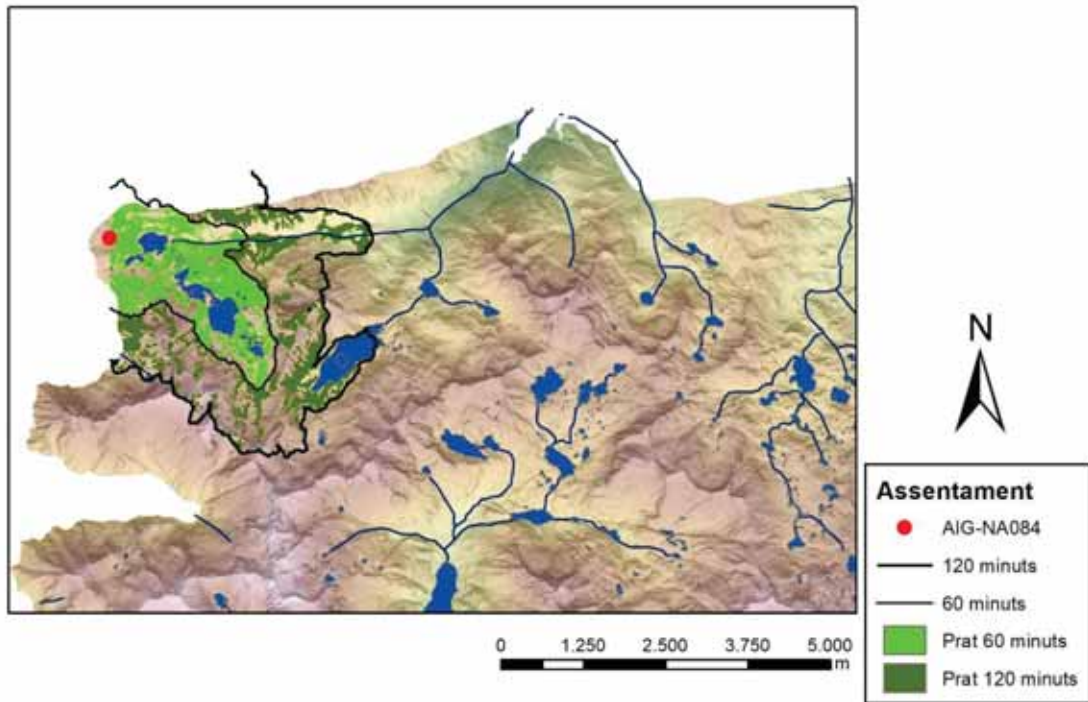 N
Assentament
AIG-NA084
120 minuts
60 minuts
Prat 60 minuts
Prat 120 minuts
0 1.250 2.500 3.750 5.000
m